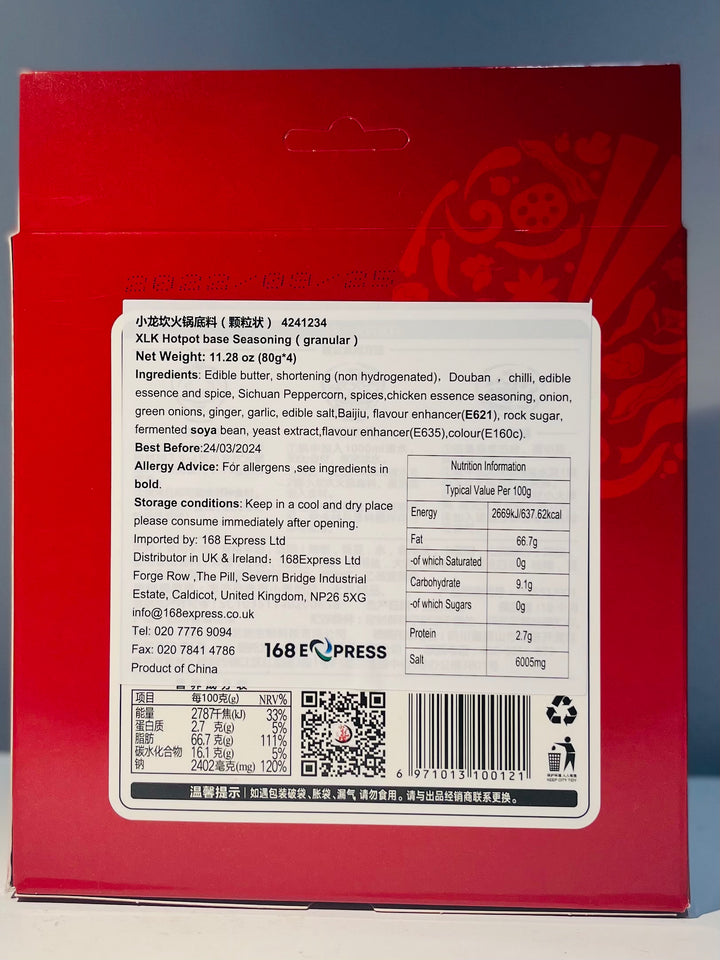 2022/09/25
小龙坎火锅底料（颗粒状） 4241234
XLK Hotpot base Seasoning ( granular )
Net Weight: 11.28 oz (80g*4)
Ingredients: Edible butter, shortening (non hydrogenated), Douban , chilli, edible
essence and spice, Sichuan Peppercorn, spices,chicken essence seasoning, onion,
green onions, ginger, garlic, edible salt,Baijiu, flavour enhancer(E621), rock sugar,
fermented soya bean, yeast extract,flavour enhancer(E635),colour(E160c).
Best Before:24/03/2024
Allergy Advice: For allergens ,see ingredients in
bold.
Storage conditions: Keep in a cool and dry place
please consume immediately after opening.
Imported by: 168 Express Ltd
Distributor in UK & Ireland: 168Express Ltd
Forge Row ,The Pill, Severn Bridge Industrial
Estate, Caldicot, United Kingdom, NP26 5XG
info@168express.co.uk
Tel: 020 7776 9094
Fax: 020 7841 4786
Product of China
168 EXPRESS
Nutrition Information
Typical Value Per 100g
Energy 2669kJ/637.62kcal
Fat 66.7g
-of which Saturated 0g
Carbohydrate 9.1g
-of which Sugars 0g
Protein 2.7g
Salt 6005mg
项目 每100克(g) NRV%
能量 2787千焦(kJ) 33%
蛋白质 2.7 克(g) 5%
脂肪 66.7 克(g) 111%
碳水化合物 16.1 克(g) 5%
钠 2402毫克(mg) 120%
6 971013 100121
KEEP CITY TIDY
温馨提示 | 如遇包装破袋、胀袋、漏气 请勿食用。请与出品经销商联系更换。